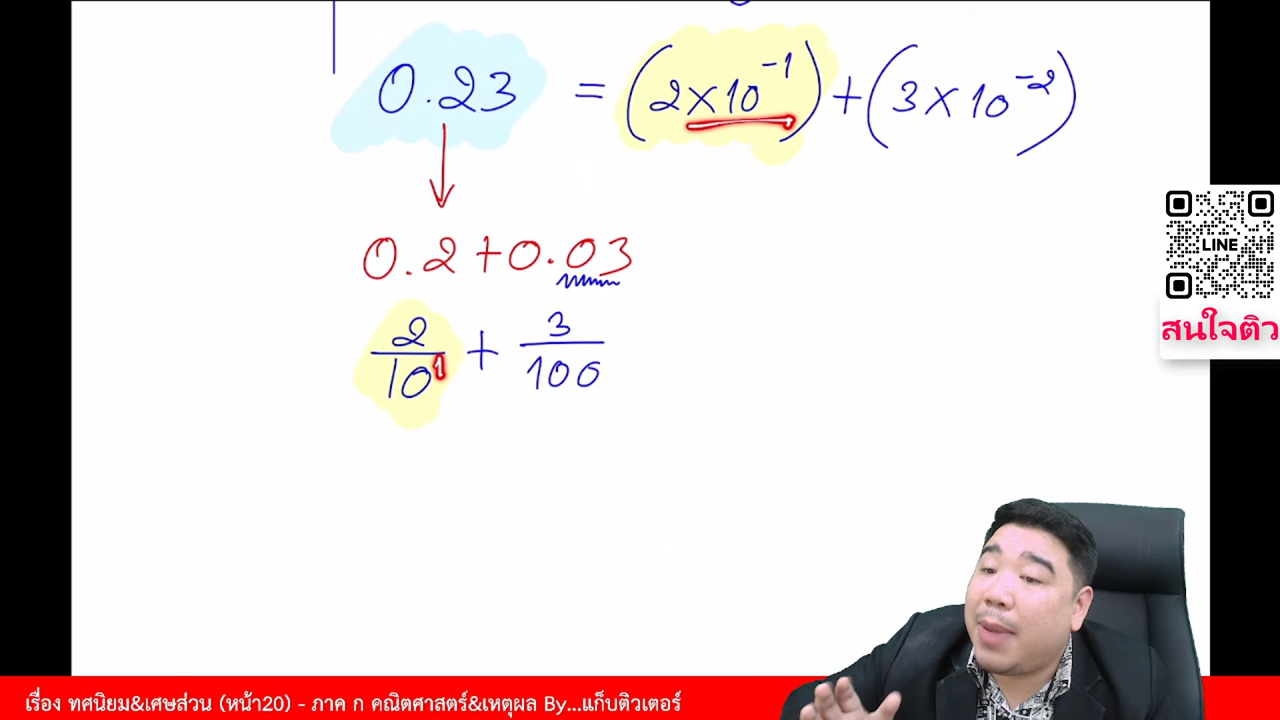 0.23 = (2×10⁻¹) + (3×10⁻²)
0.2+0.03
2/10¹ + 3/100
LINE
สนใจติว
เรื่อง ทศนิยม&เศษส่วน (หน้า20) - ภาค ก คณิตศาสตร์&เหตุผล By...แก็บติวเตอร์